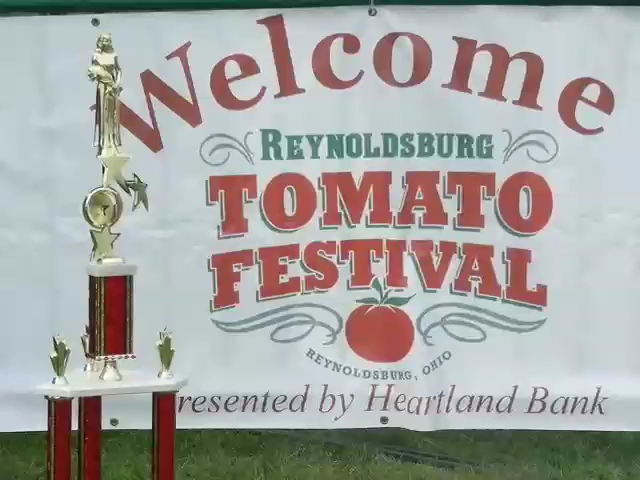 Welcome
REYNOLDSBURG
TOMATO
FESTIVAL
REYNOLDSBURG, OHIO
resented by Heartland Bank